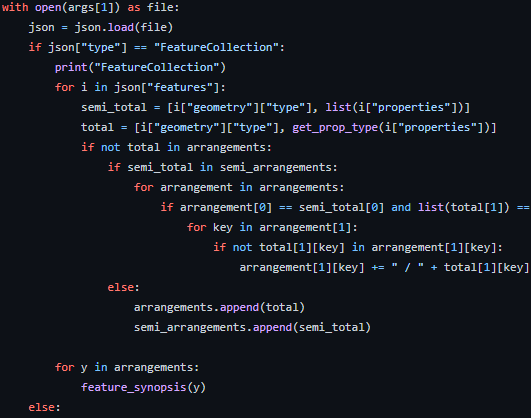 with open(args[1]) as file:
    json = json.load(file)
    if json["type"] == "FeatureCollection":
        print("FeatureCollection")
        for i in json["features"]:
            semi_total = [i["geometry"]["type"], list(i["properties"])]
            total = [i["geometry"]["type"], get_prop_type(i["properties"])]
            if not total in arrangements:
                if semi_total in semi_arrangements:
                    for arrangement in arrangements:
                        if arrangement[0] == semi_total[0] and list(total[1]) ==
                            for key in arrangement[1]:
                                if not total[1][key] in arrangement[1][key]:
                                    arrangement[1][key] += " / " + total[1][key]
                else:
                    arrangements.append(total)
                    semi_arrangements.append(semi_total)

        for y in arrangements:
            feature_synopsis(y)
    else: